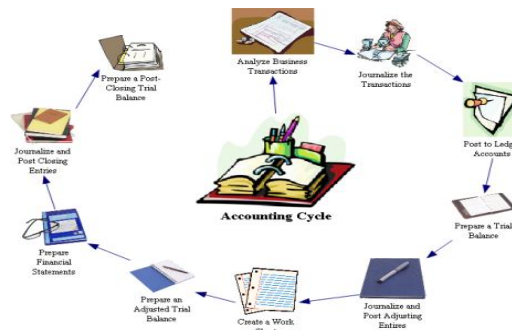 Analyze Business
Transactions
Journalize the
Transactions
Post to Ledg
Accounts
Prepare a Trial
Balance
Journalize and
Post Adjusting
Entires
Create a Work
Prepare an
Adjusted Trial
Balance
Prepare
Financial
Statements
Journalize and
Post Closing
Entries
Prepare a Post-
Closing Trial
Balance
Accounting Cycle